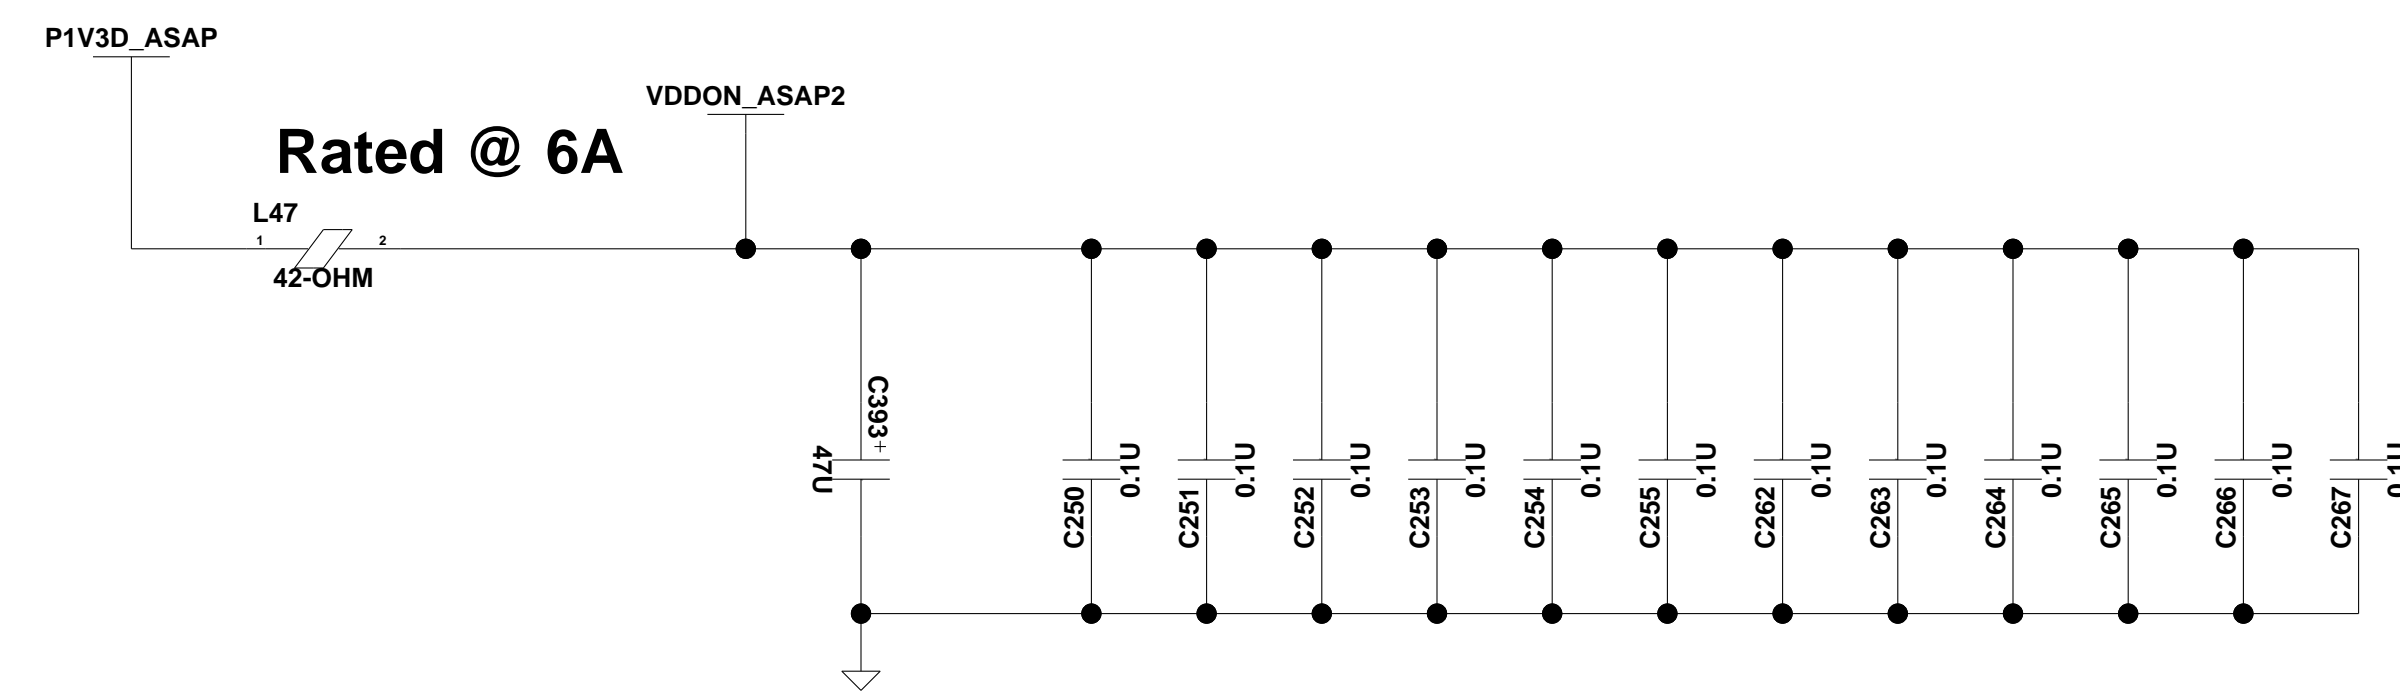 P1V3D_ASAP
VDDON_ASAP2
Rated @ 6A
L47
1
2
42-OHM
C393
+
47U
C250
0.1U
C251
0.1U
C252
0.1U
C253
0.1U
C254
0.1U
C255
0.1U
C262
0.1U
C263
0.1U
C264
0.1U
C265
0.1U
C266
0.1U
C267